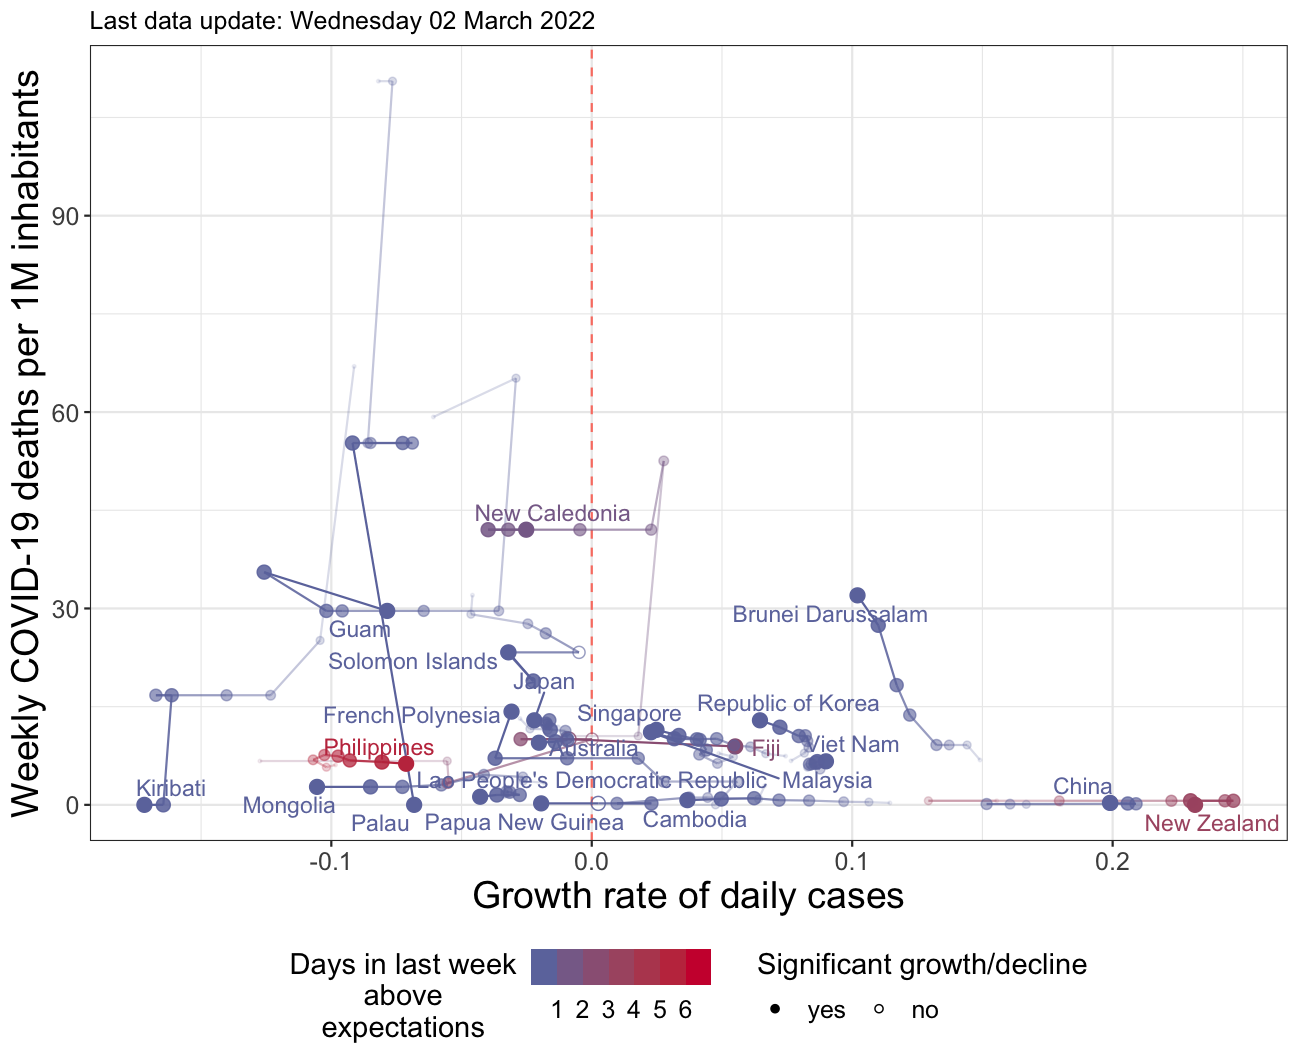 Last data update: Wednesday 02 March 2022
Weekly COVID-19 deaths per 1M inhabitants
90
60
30
0
New Caledonia
Brunei Darussalam
Guam
Solomon Islands
Japan
Republic of Korea
French Polynesia
Singapore
Viet Nam
Philippines
Australia
Fiji
Lao People's Democratic Republic
Malaysia
Kiribati
China
Mongolia
Palau
Papua New Guinea
Cambodia
New Zealand
-0.1
0.0
0.1
0.2
Growth rate of daily cases
Days in last week
above
expectations
1 2 3 4 5 6
Significant growth/decline
yes
no